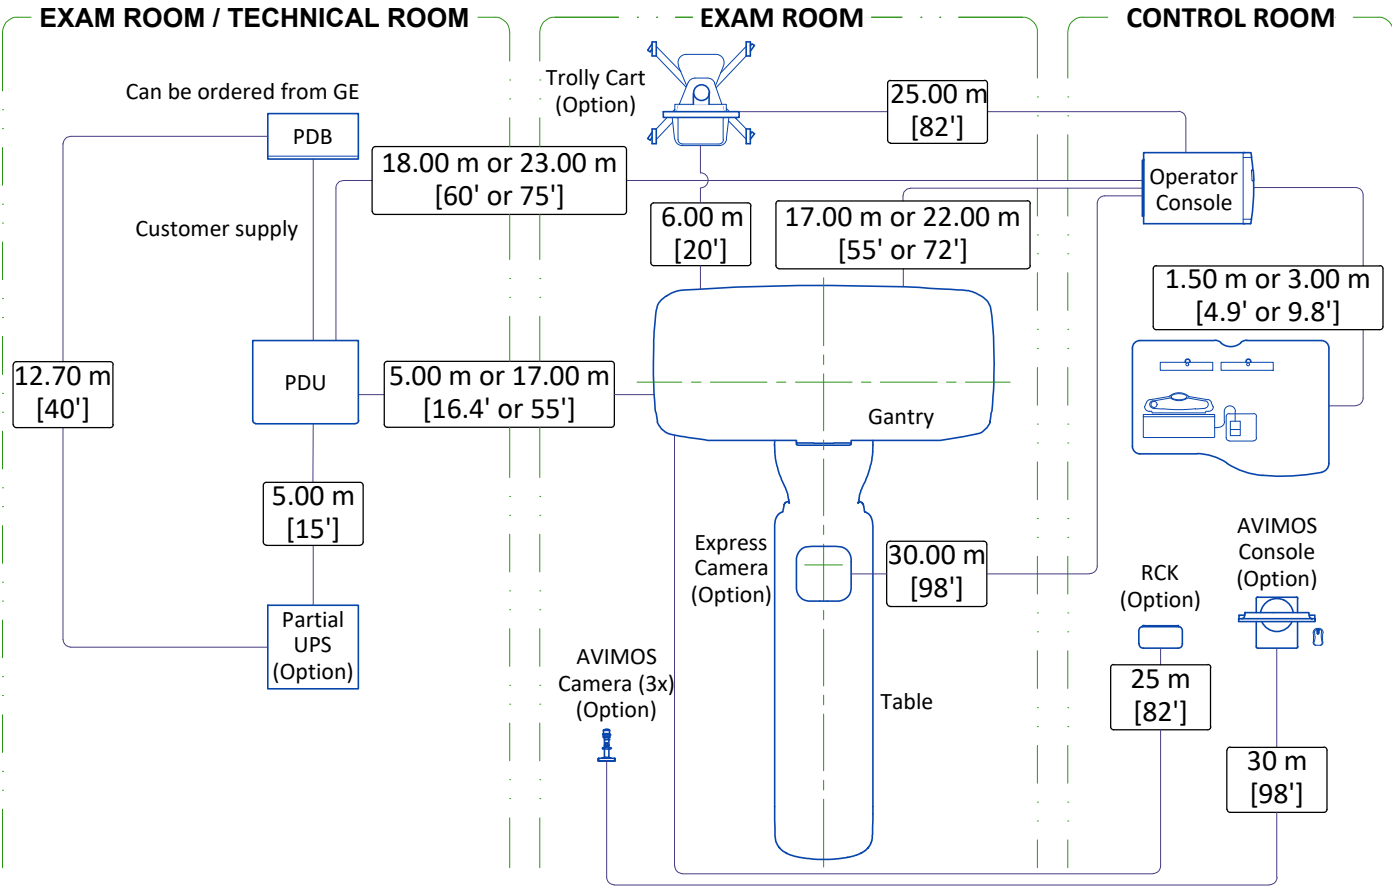 EXAM ROOM / TECHNICAL ROOM
EXAM ROOM
CONTROL ROOM
Can be ordered from GE
PDB
18.00 m or 23.00 m
[60' or 75']
Customer supply
12.70 m
[40']
PDU
5.00 m or 17.00 m
[16.4' or 55']
5.00 m
[15']
Partial
UPS
(Option)
Trolly Cart
(Option)
25.00 m
[82']
6.00 m
[20']
17.00 m or 22.00 m
[55' or 72']
Gantry
Express
Camera
(Option)
30.00 m
[98']
AVIMOS
Camera (3x)
(Option)
Table
Operator
Console
1.50 m or 3.00 m
[4.9' or 9.8']
RCK
(Option)
25 m
[82']
AVIMOS
Console
(Option)
30 m
[98']